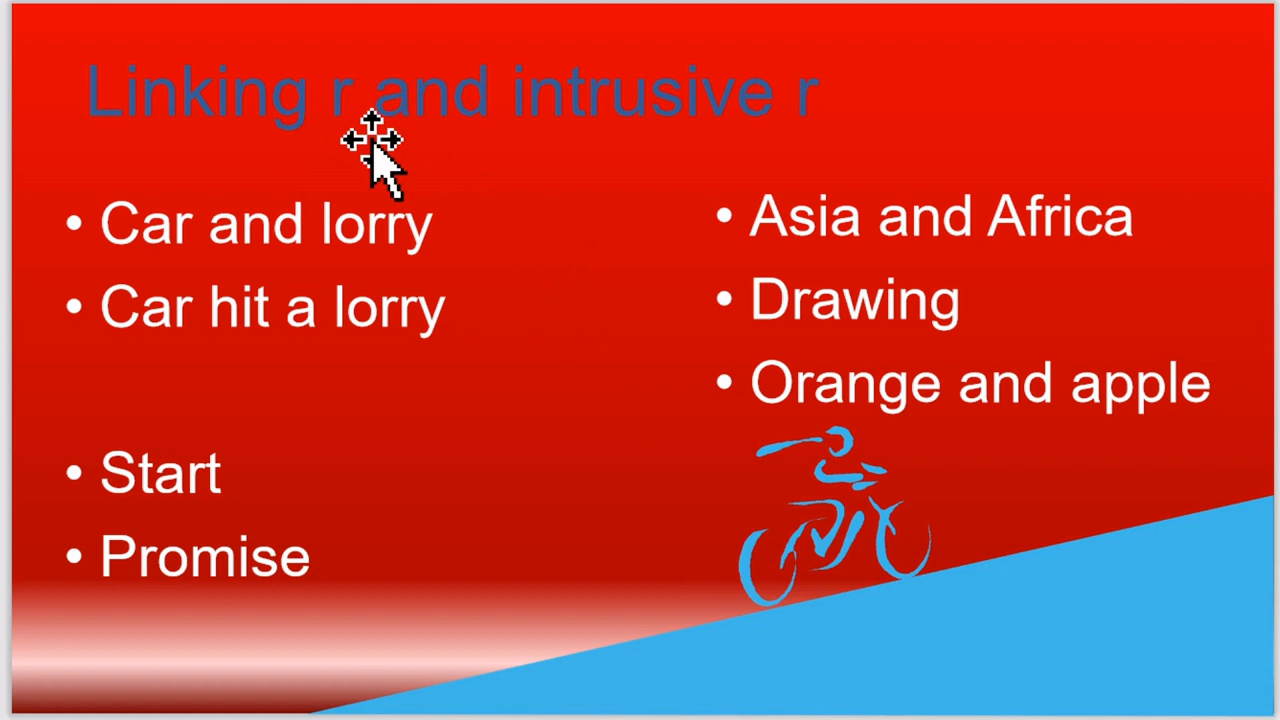 Linking r and intrusive r
• Car and lorry
• Car hit a lorry
• Start
• Promise
• Asia and Africa
• Drawing
• Orange and apple